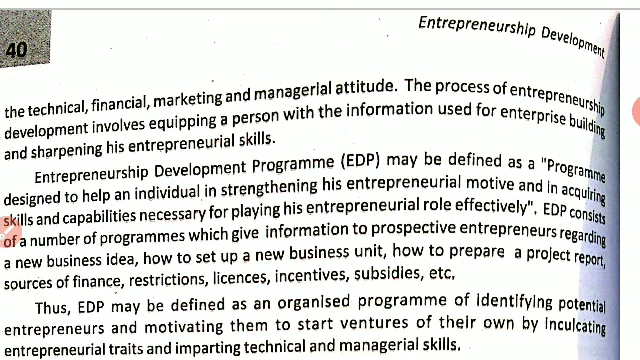 Entrepreneurship Development
40
the technical, financial, marketing and managerial attitude. The process of entrepreneurship
development involves equipping a person with the information used for enterprise building
and sharpening his entrepreneurial skills.
Entrepreneurship Development Programme (EDP) may be defined as a "Programme
designed to help an individual in strengthening his entrepreneurial motive and in acquiring
skills and capabilities necessary for playing his entrepreneurial role effectively". EDP consists
of a number of programmes which give information to prospective entrepreneurs regarding
a new business idea, how to set up a new business unit, how to prepare a project report,
sources of finance, restrictions, licences, incentives, subsidies, etc.
Thus, EDP may be defined as an organised programme of identifying potential
entrepreneurs and motivating them to start ventures of their own by inculcating
entrepreneurial traits and imparting technical and managerial skills.